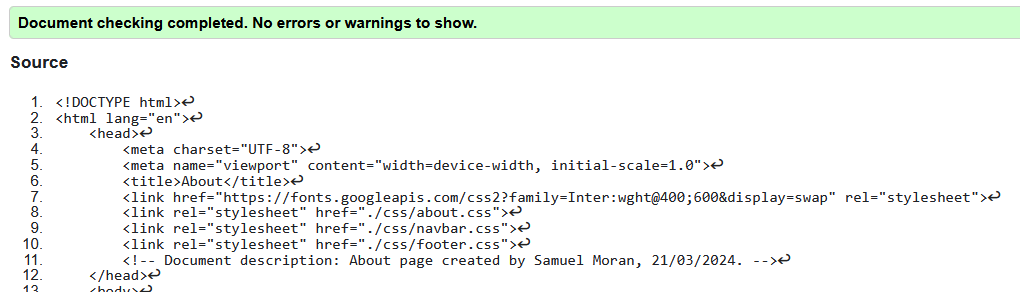 Document checking completed. No errors or warnings to show.
Source
1. <!DOCTYPE html>↩
2. <html lang="en">↩
3. <head>↩
4. <meta charset="UTF-8">↩
5. <meta name="viewport" content="width=device-width, initial-scale=1.0">↩
6. <title>About</title>↩
7. <link href="https://fonts.googleapis.com/css2?family=Inter:wght@400;600&display=swap" rel="stylesheet">↩
8. <link rel="stylesheet" href="./css/about.css">↩
9. <link rel="stylesheet" href="./css/navbar.css">↩
10. <link rel="stylesheet" href="./css/footer.css">↩
11. <!-- Document description: About page created by Samuel Moran, 21/03/2024. -->↩
12. </head>↩
13. <body>↩